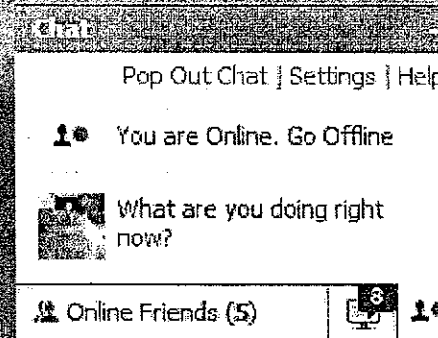 Chat
Pop Out Chat | Settings | Help
You are Online. Go Offline
What are you doing right
now?
Online Friends (5)